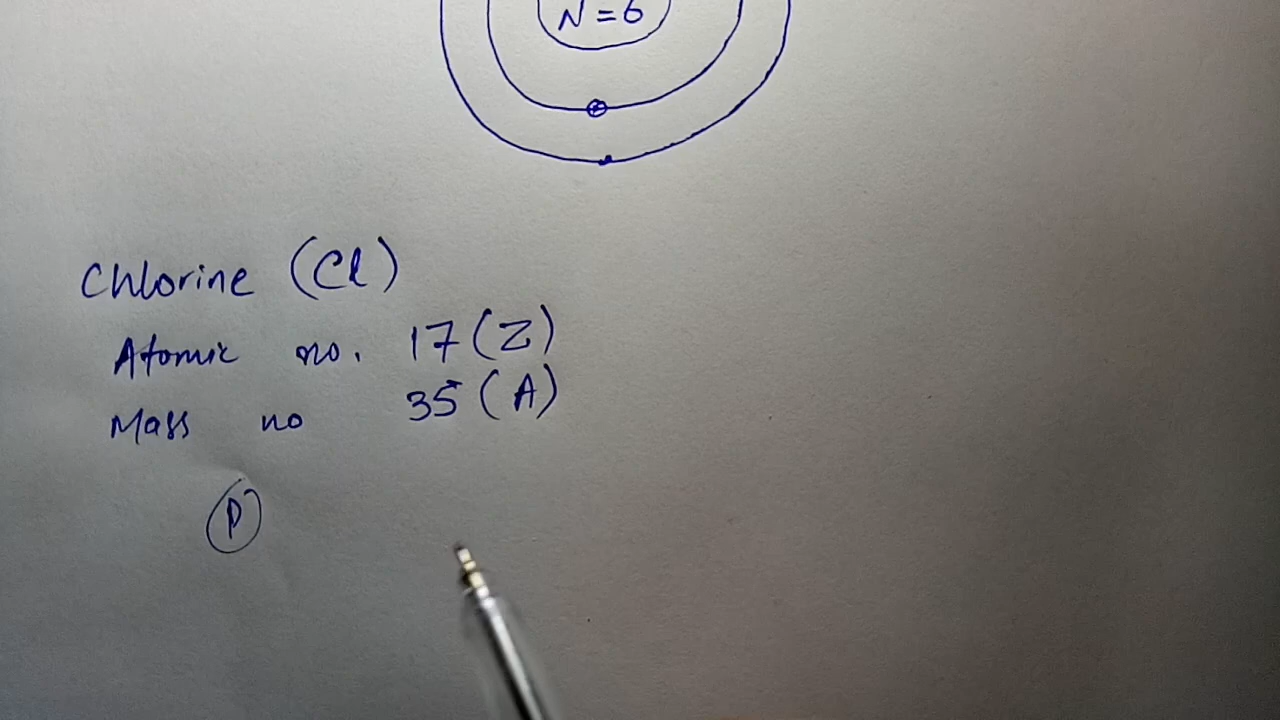 N = 6
Chlorine (Cl)
Atomic no. 17 (Z)
Mass no 35 (A)
P